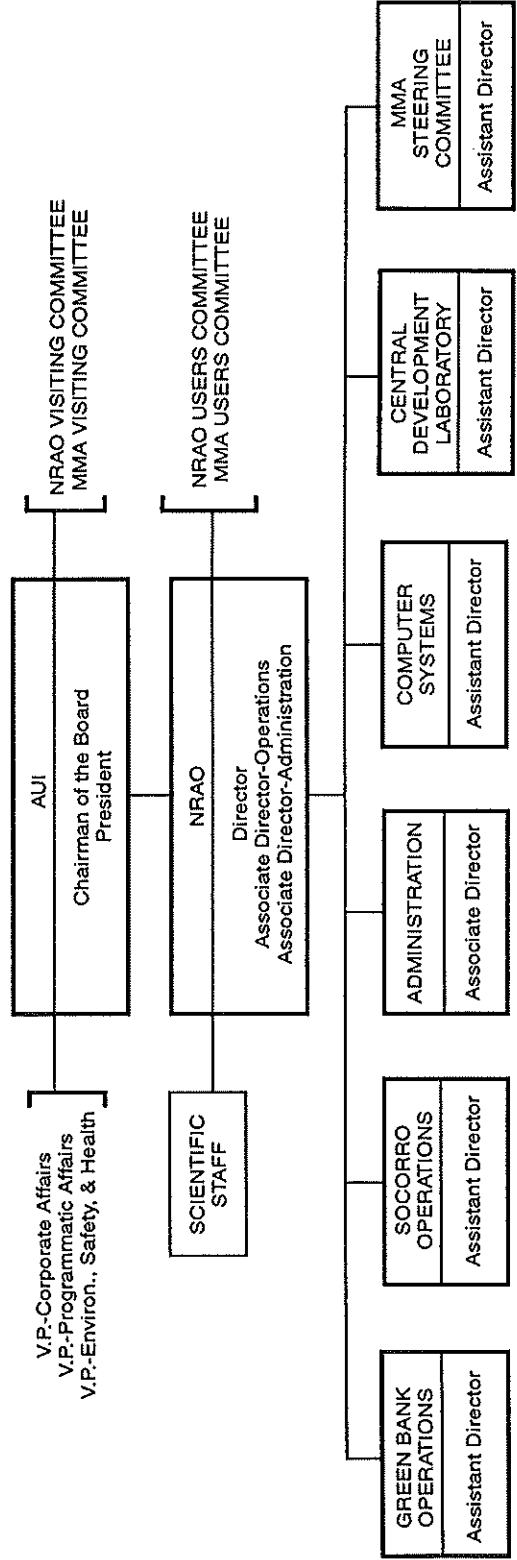 AUI
Chairman of the Board
President
V.P.-Corporate Affairs
V.P.-Programmatic Affairs
V.P.-Environ., Safety, & Health
NRAO VISITING COMMITTEE
MMA VISITING COMMITTEE
NRAO
Director
Associate Director-Operations
Associate Director-Administration
SCIENTIFIC
STAFF
NRAO USERS COMMITTEE
MMA USERS COMMITTEE
GREEN BANK
OPERATIONS
Assistant Director
SOCORRO
OPERATIONS
Assistant Director
ADMINISTRATION
Associate Director
COMPUTER
SYSTEMS
Assistant Director
CENTRAL
DEVELOPMENT
LABORATORY
Assistant Director
MMA
STEERING
COMMITTEE
Assistant Director